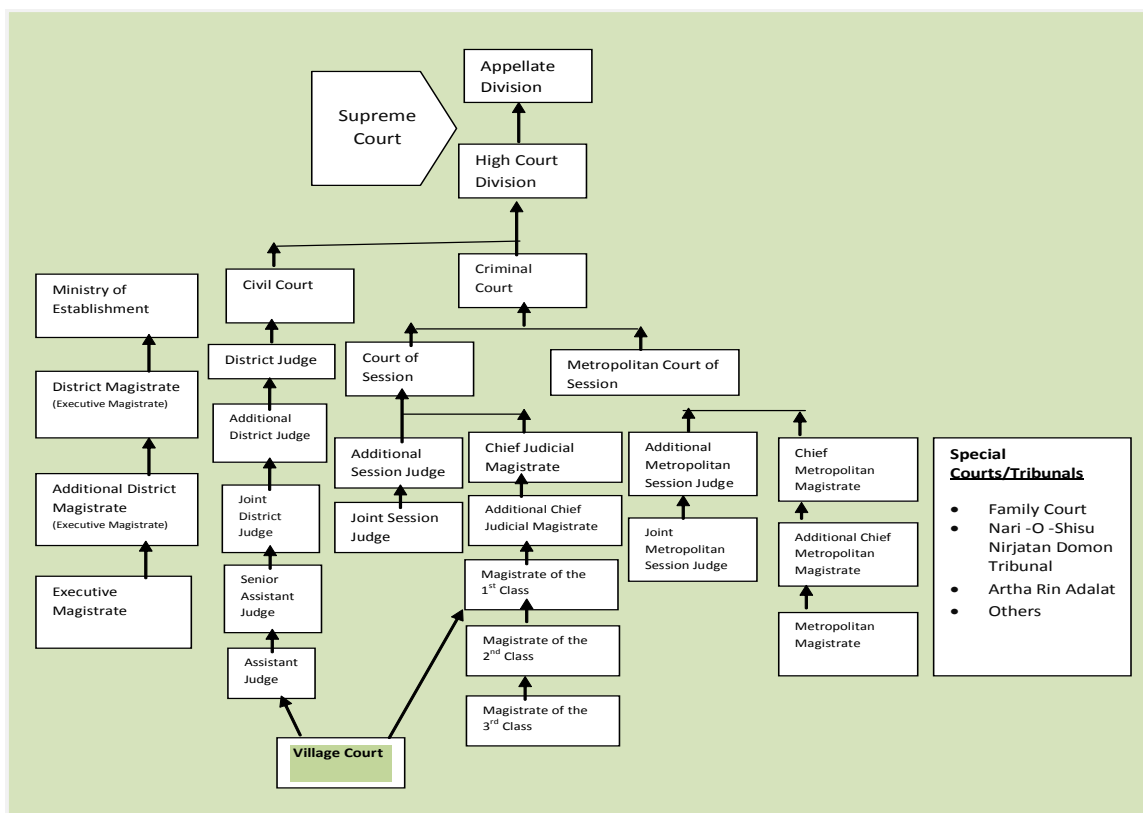 Appellate
Division
Supreme
Court
High Court
Division
Ministry of
Establishment
Civil Court
Criminal
Court
District Judge
Court of
Session
Metropolitan Court of
Session
District Magistrate
(Executive Magistrate)
Additional
District Judge
Additional
Session Judge
Chief Judicial
Magistrate
Additional
Metropolitan
Session Judge
Chief
Metropolitan
Magistrate
Special
Courts/Tribunals
• Family Court
• Nari -O -Shisu
Nirjatan Domon
Tribunal
• Artha Rin Adalat
• Others
Additional District
Magistrate
(Executive Magistrate)
Joint
District
Judge
Joint Session
Judge
Additional Chief
Judicial Magistrate
Joint
Metropolitan
Session Judge
Additional Chief
Metropolitan
Magistrate
Executive
Magistrate
Senior
Assistant
Judge
Magistrate of the
1st Class
Metropolitan
Magistrate
Assistant
Judge
Magistrate of the
2nd Class
Magistrate of the
3rd Class
Village Court